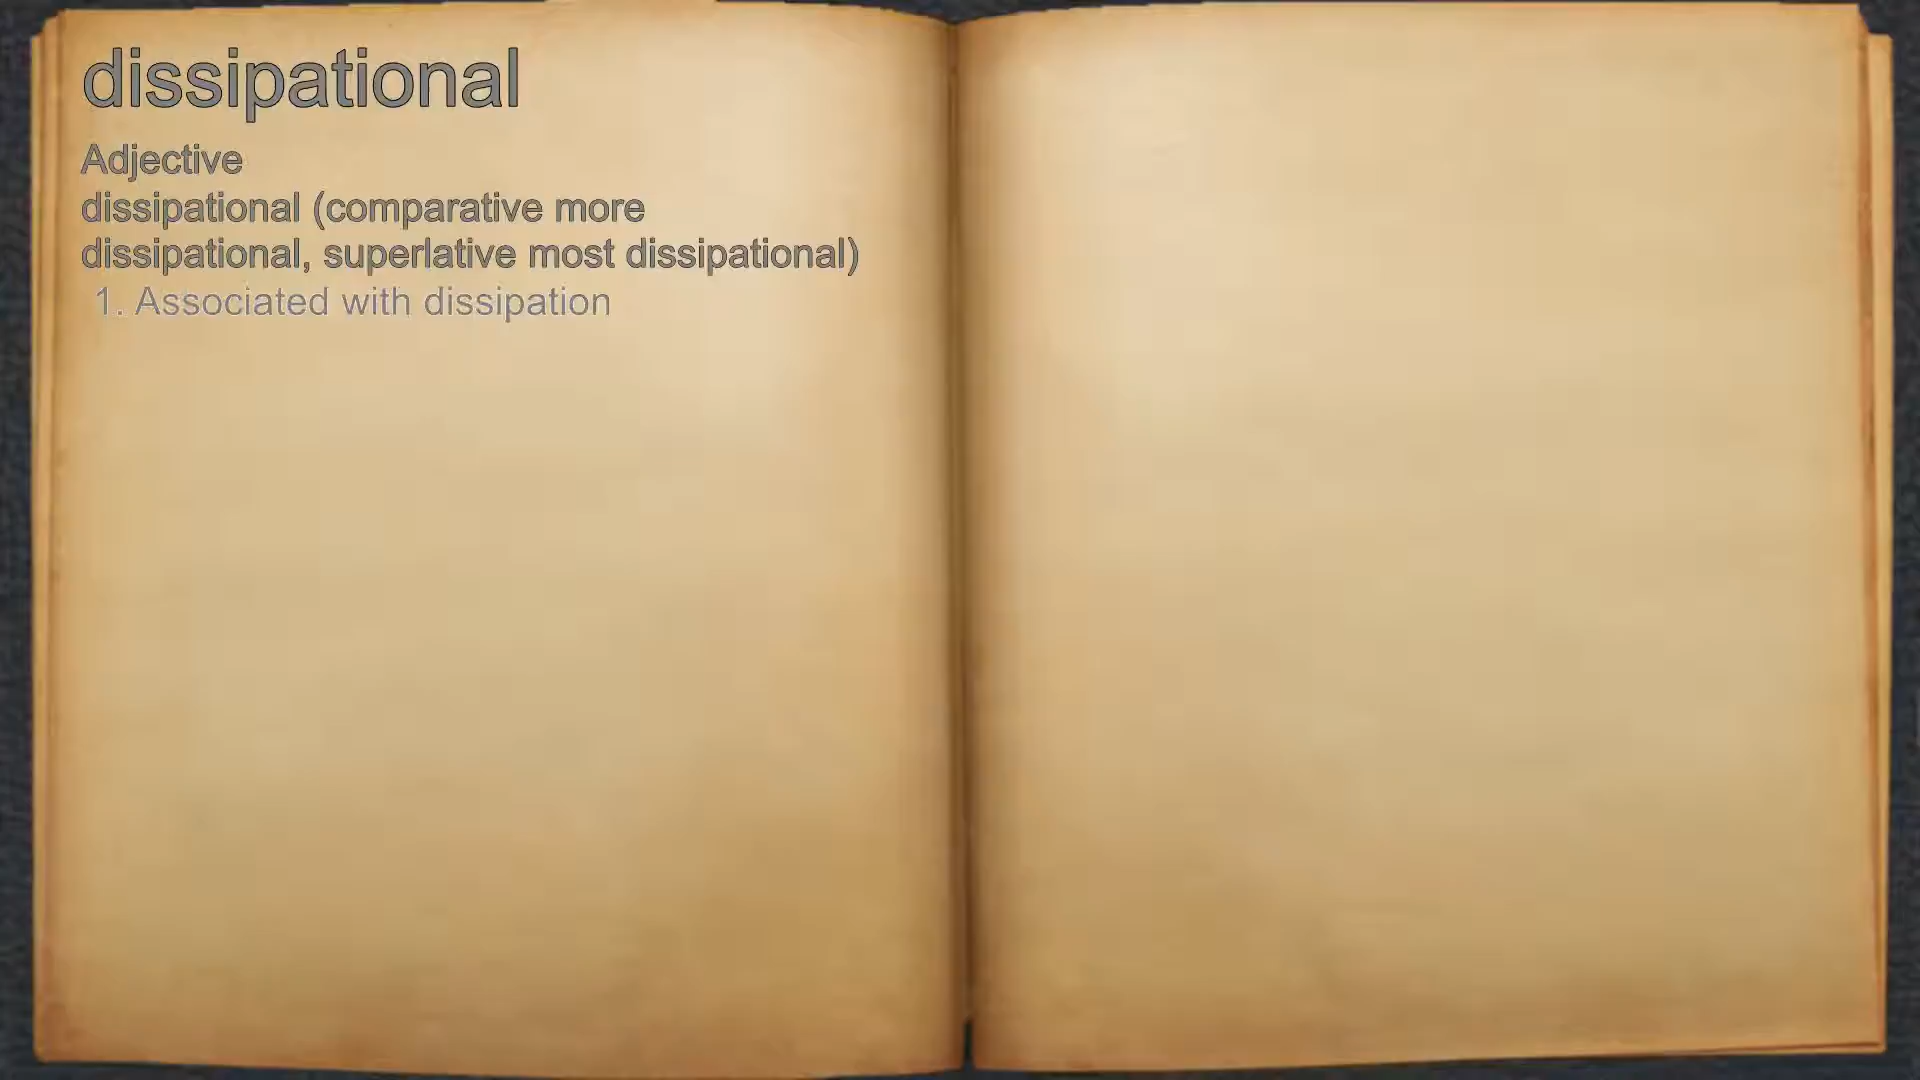 dissipational
Adjective
dissipational (comparative more
dissipational, superlative most dissipational)
1. Associated with dissipation